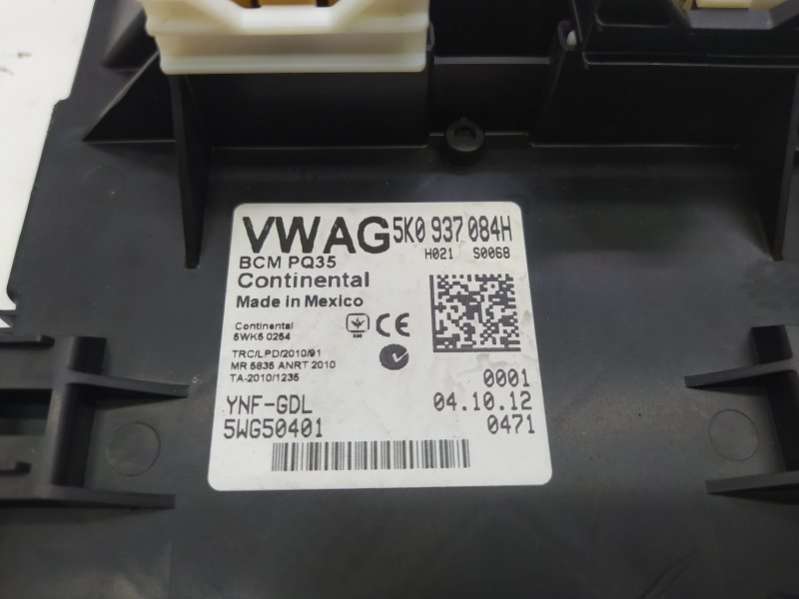 VWAG 5K0 937 084H
BCM PQ35 H021 S0068
Continental
Made in Mexico
Continental
5WK5 0254
CE
TRC/LPD/2010/91
MR 5835 ANRT 2010
TA-2010/1235
0001
YNF-GDL 04.10.12
5WG50401 0471